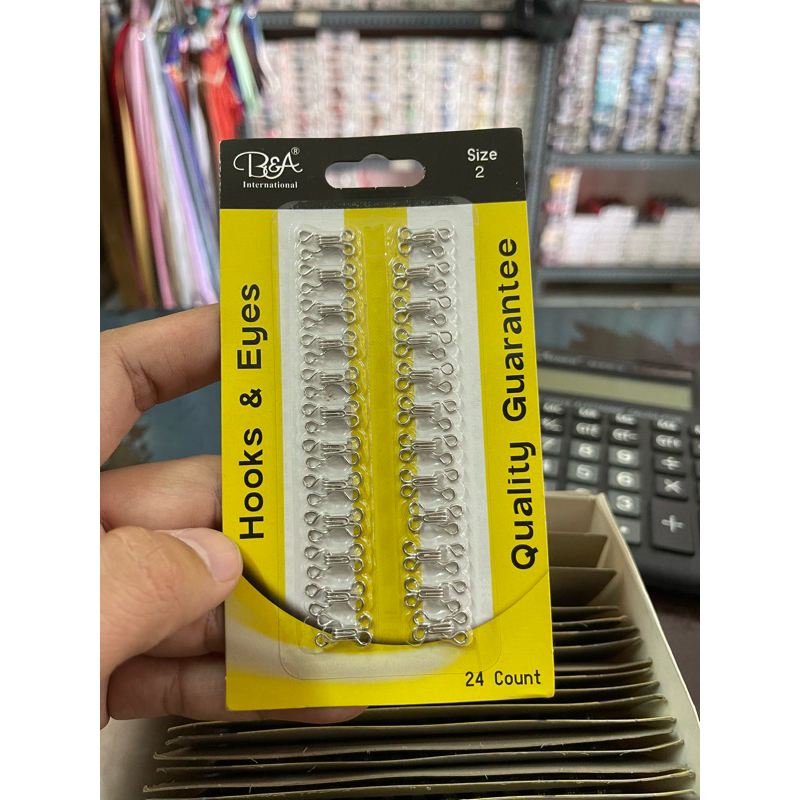 B&A®
International
Size
2
Hooks & Eyes
Quality Guarantee
24 Count